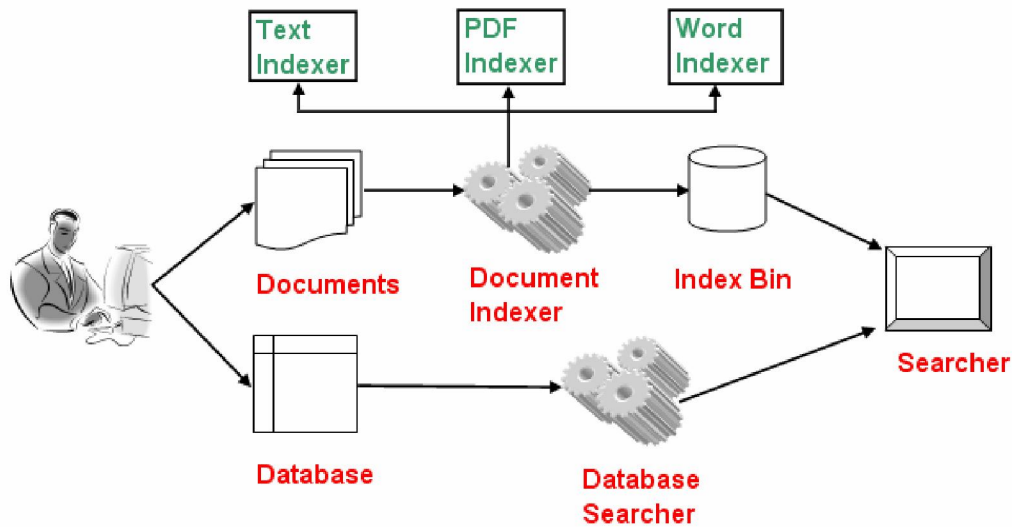 Text
Indexer
PDF
Indexer
Word
Indexer
Documents
Document
Indexer
Index Bin
Searcher
Database
Database
Searcher